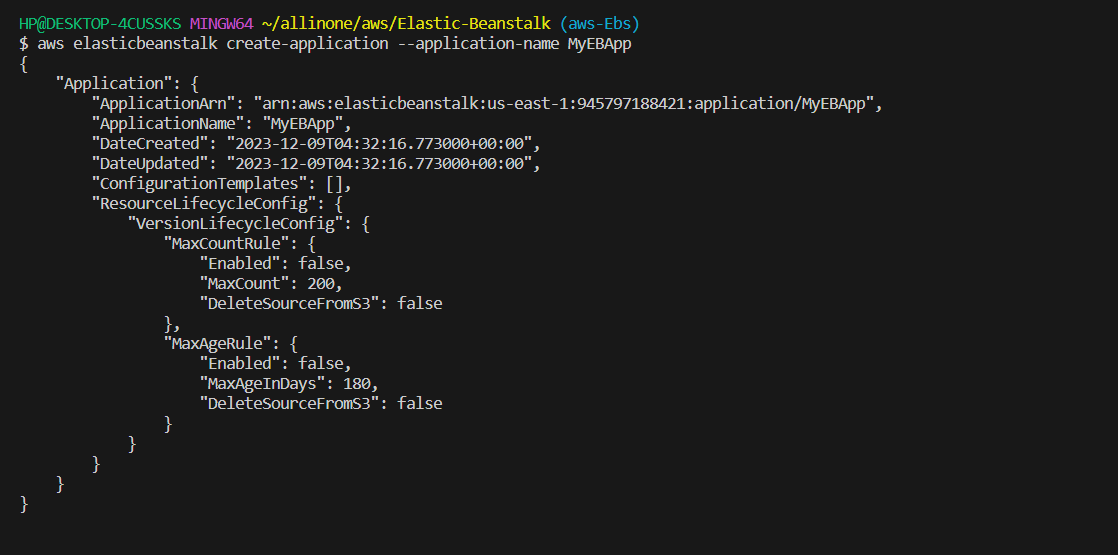 HP@DESKTOP-4CUSSKS MINGW64 ~/allinone/aws/Elastic-Beanstalk (aws-Ebs)
$ aws elasticbeanstalk create-application --application-name MyEBApp
{
    "Application": {
        "ApplicationArn": "arn:aws:elasticbeanstalk:us-east-1:945797188421:application/MyEBApp",
        "ApplicationName": "MyEBApp",
        "DateCreated": "2023-12-09T04:32:16.773000+00:00",
        "DateUpdated": "2023-12-09T04:32:16.773000+00:00",
        "ConfigurationTemplates": [],
        "ResourceLifecycleConfig": {
            "VersionLifecycleConfig": {
                "MaxCountRule": {
                    "Enabled": false,
                    "MaxCount": 200,
                    "DeleteSourceFromS3": false
                },
                "MaxAgeRule": {
                    "Enabled": false,
                    "MaxAgeInDays": 180,
                    "DeleteSourceFromS3": false
                }
            }
        }
    }
}